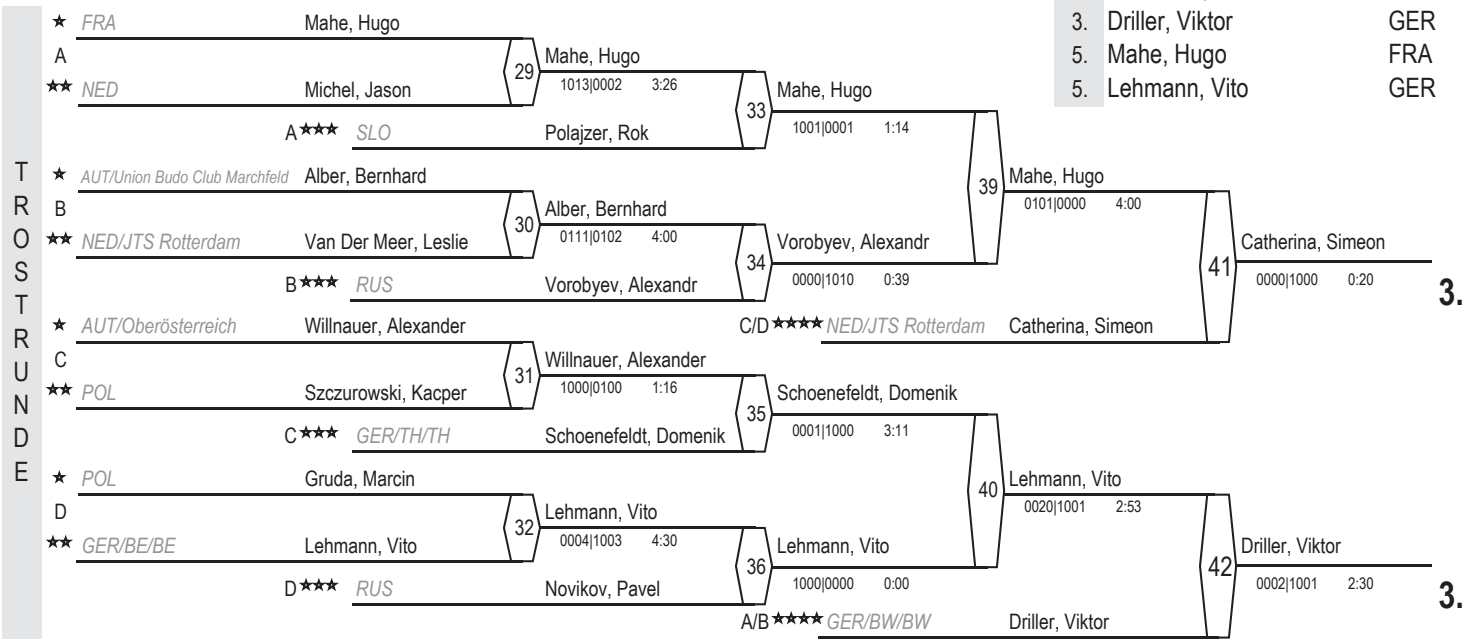 3. Driller, Viktor GER
5. Mahe, Hugo FRA
5. Lehmann, Vito GER
TROSTRUNDE
★ FRA Mahe, Hugo
A
★★ NED Michel, Jason
29 Mahe, Hugo
1013|0002 3:26
A★★★ SLO Polajzer, Rok
33 Mahe, Hugo
1001|0001 1:14
★ AUT/Union Budo Club Marchfeld Alber, Bernhard
B
★★ NED/JTS Rotterdam Van Der Meer, Leslie
30 Alber, Bernhard
0111|0102 4:00
B★★★ RUS Vorobyev, Alexandr
34 Vorobyev, Alexandr
0000|1010 0:39
39 Mahe, Hugo
0101|0000 4:00
C/D★★★★ NED/JTS Rotterdam Catherina, Simeon
41 Catherina, Simeon
0000|1000 0:20
3.
★ AUT/Oberösterreich Willnauer, Alexander
C
★★ POL Szczurowski, Kacper
31 Willnauer, Alexander
1000|0100 1:16
C★★★ GER/TH/TH Schoenefeldt, Domenik
35 Schoenefeldt, Domenik
0001|1000 3:11
★ POL Gruda, Marcin
D
★★ GER/BE/BE Lehmann, Vito
32 Lehmann, Vito
0004|1003 4:30
D★★★ RUS Novikov, Pavel
36 Lehmann, Vito
1000|0000 0:00
40 Lehmann, Vito
0020|1001 2:53
A/B★★★★ GER/BW/BW Driller, Viktor
42 Driller, Viktor
0002|1001 2:30
3.